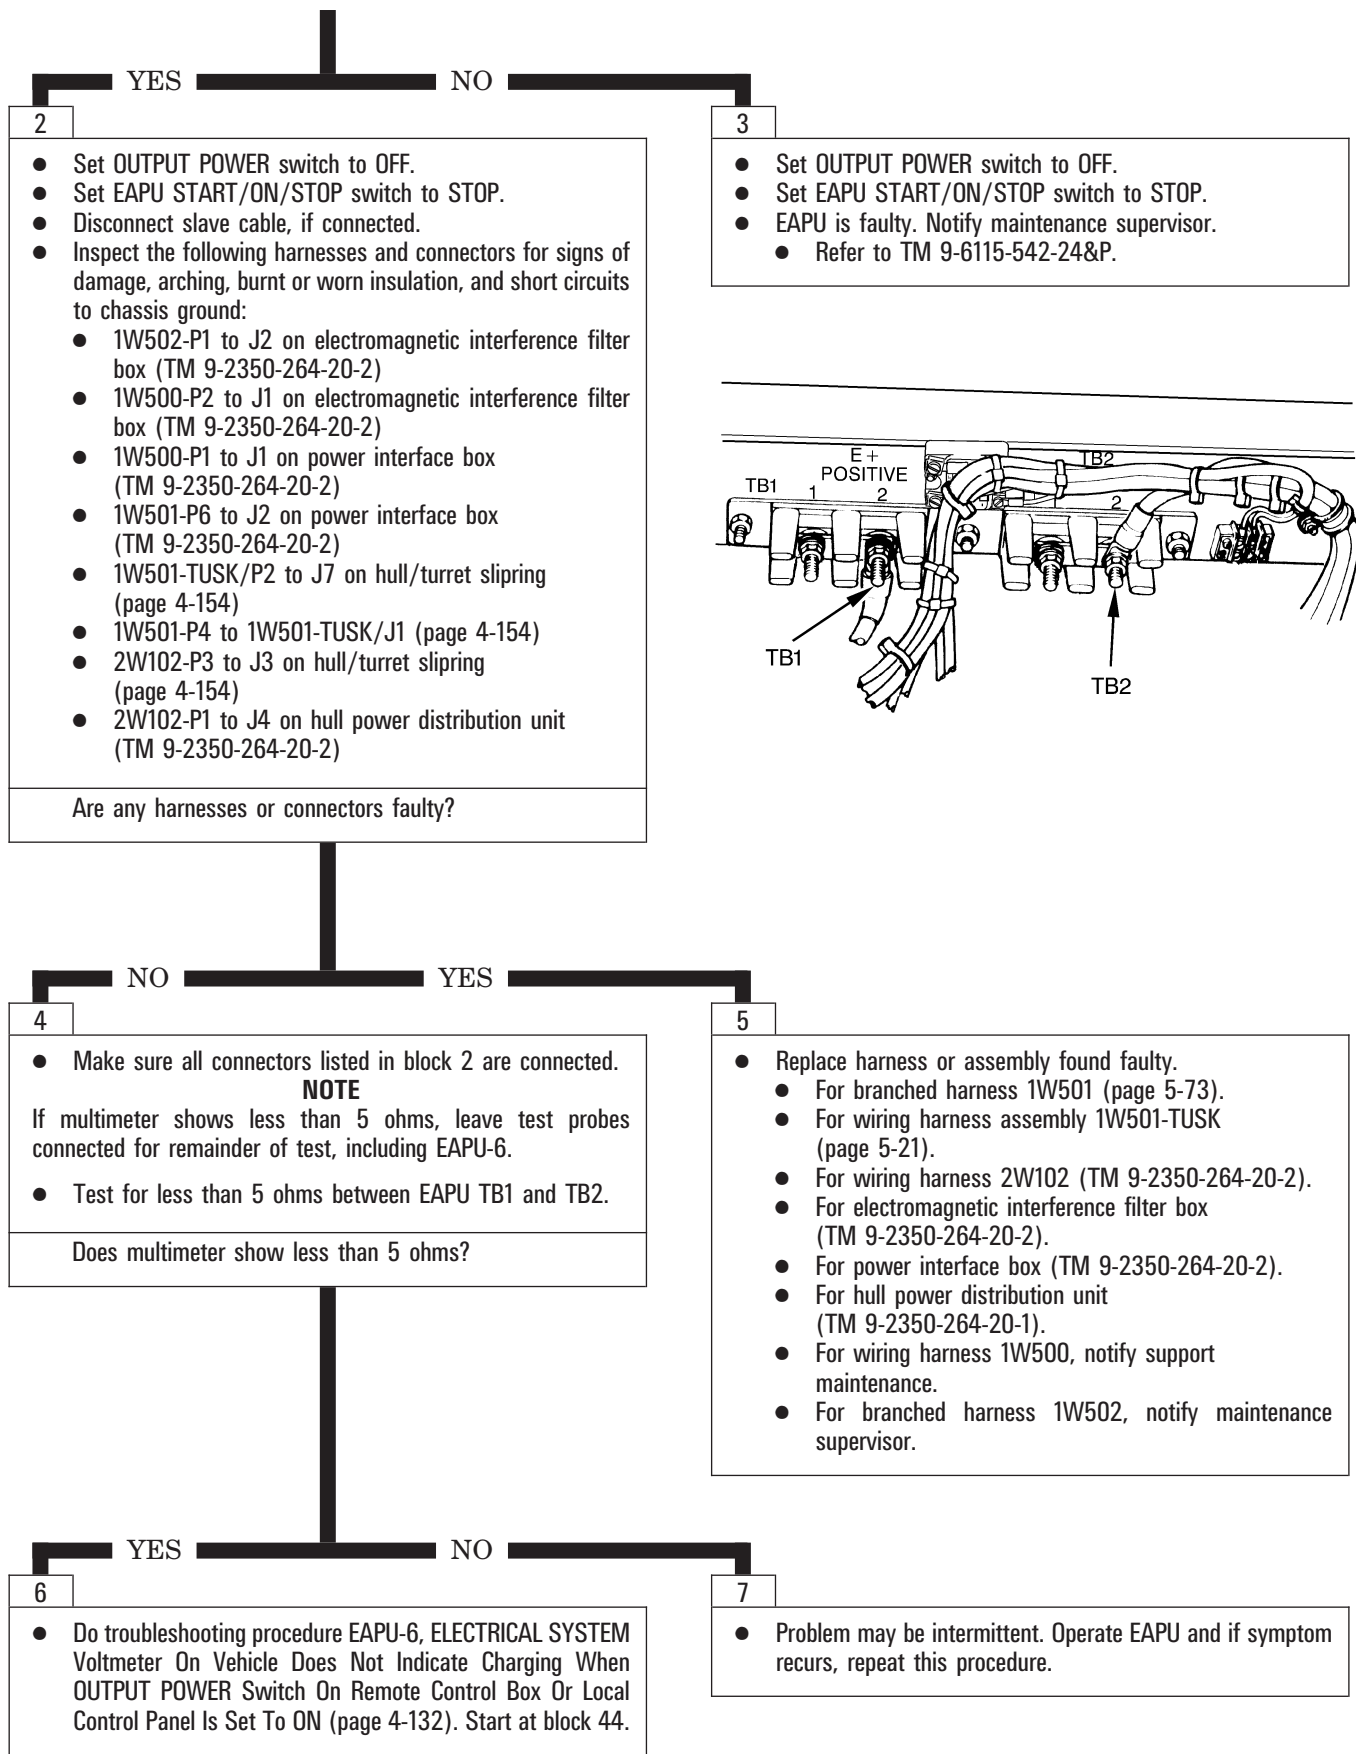 YES
NO
2
● Set OUTPUT POWER switch to OFF.
● Set EAPU START/ON/STOP switch to STOP.
● Disconnect slave cable, if connected.
● Inspect the following harnesses and connectors for signs of
damage, arching, burnt or worn insulation, and short circuits
to chassis ground:
● 1W502-P1 to J2 on electromagnetic interference filter
box (TM 9-2350-264-20-2)
● 1W500-P2 to J1 on electromagnetic interference filter
box (TM 9-2350-264-20-2)
● 1W500-P1 to J1 on power interface box
(TM 9-2350-264-20-2)
● 1W501-P6 to J2 on power interface box
(TM 9-2350-264-20-2)
● 1W501-TUSK/P2 to J7 on hull/turret slipring
(page 4-154)
● 1W501-P4 to 1W501-TUSK/J1 (page 4-154)
● 2W102-P3 to J3 on hull/turret slipring
(page 4-154)
● 2W102-P1 to J4 on hull power distribution unit
(TM 9-2350-264-20-2)
Are any harnesses or connectors faulty?
3
● Set OUTPUT POWER switch to OFF.
● Set EAPU START/ON/STOP switch to STOP.
● EAPU is faulty. Notify maintenance supervisor.
● Refer to TM 9-6115-542-24&P.
E+
POSITIVE
TB1
1
2
TB2
1
2
TB1
TB2
NO
YES
4
● Make sure all connectors listed in block 2 are connected.
NOTE
If multimeter shows less than 5 ohms, leave test probes
connected for remainder of test, including EAPU-6.
● Test for less than 5 ohms between EAPU TB1 and TB2.
Does multimeter show less than 5 ohms?
5
● Replace harness or assembly found faulty.
● For branched harness 1W501 (page 5-73).
● For wiring harness assembly 1W501-TUSK
(page 5-21).
● For wiring harness 2W102 (TM 9-2350-264-20-2).
● For electromagnetic interference filter box
(TM 9-2350-264-20-2).
● For power interface box (TM 9-2350-264-20-2).
● For hull power distribution unit
(TM 9-2350-264-20-1).
● For wiring harness 1W500, notify support
maintenance.
● For branched harness 1W502, notify maintenance
supervisor.
YES
NO
6
● Do troubleshooting procedure EAPU-6, ELECTRICAL SYSTEM
Voltmeter On Vehicle Does Not Indicate Charging When
OUTPUT POWER Switch On Remote Control Box Or Local
Control Panel Is Set To ON (page 4-132). Start at block 44.
7
● Problem may be intermittent. Operate EAPU and if symptom
recurs, repeat this procedure.